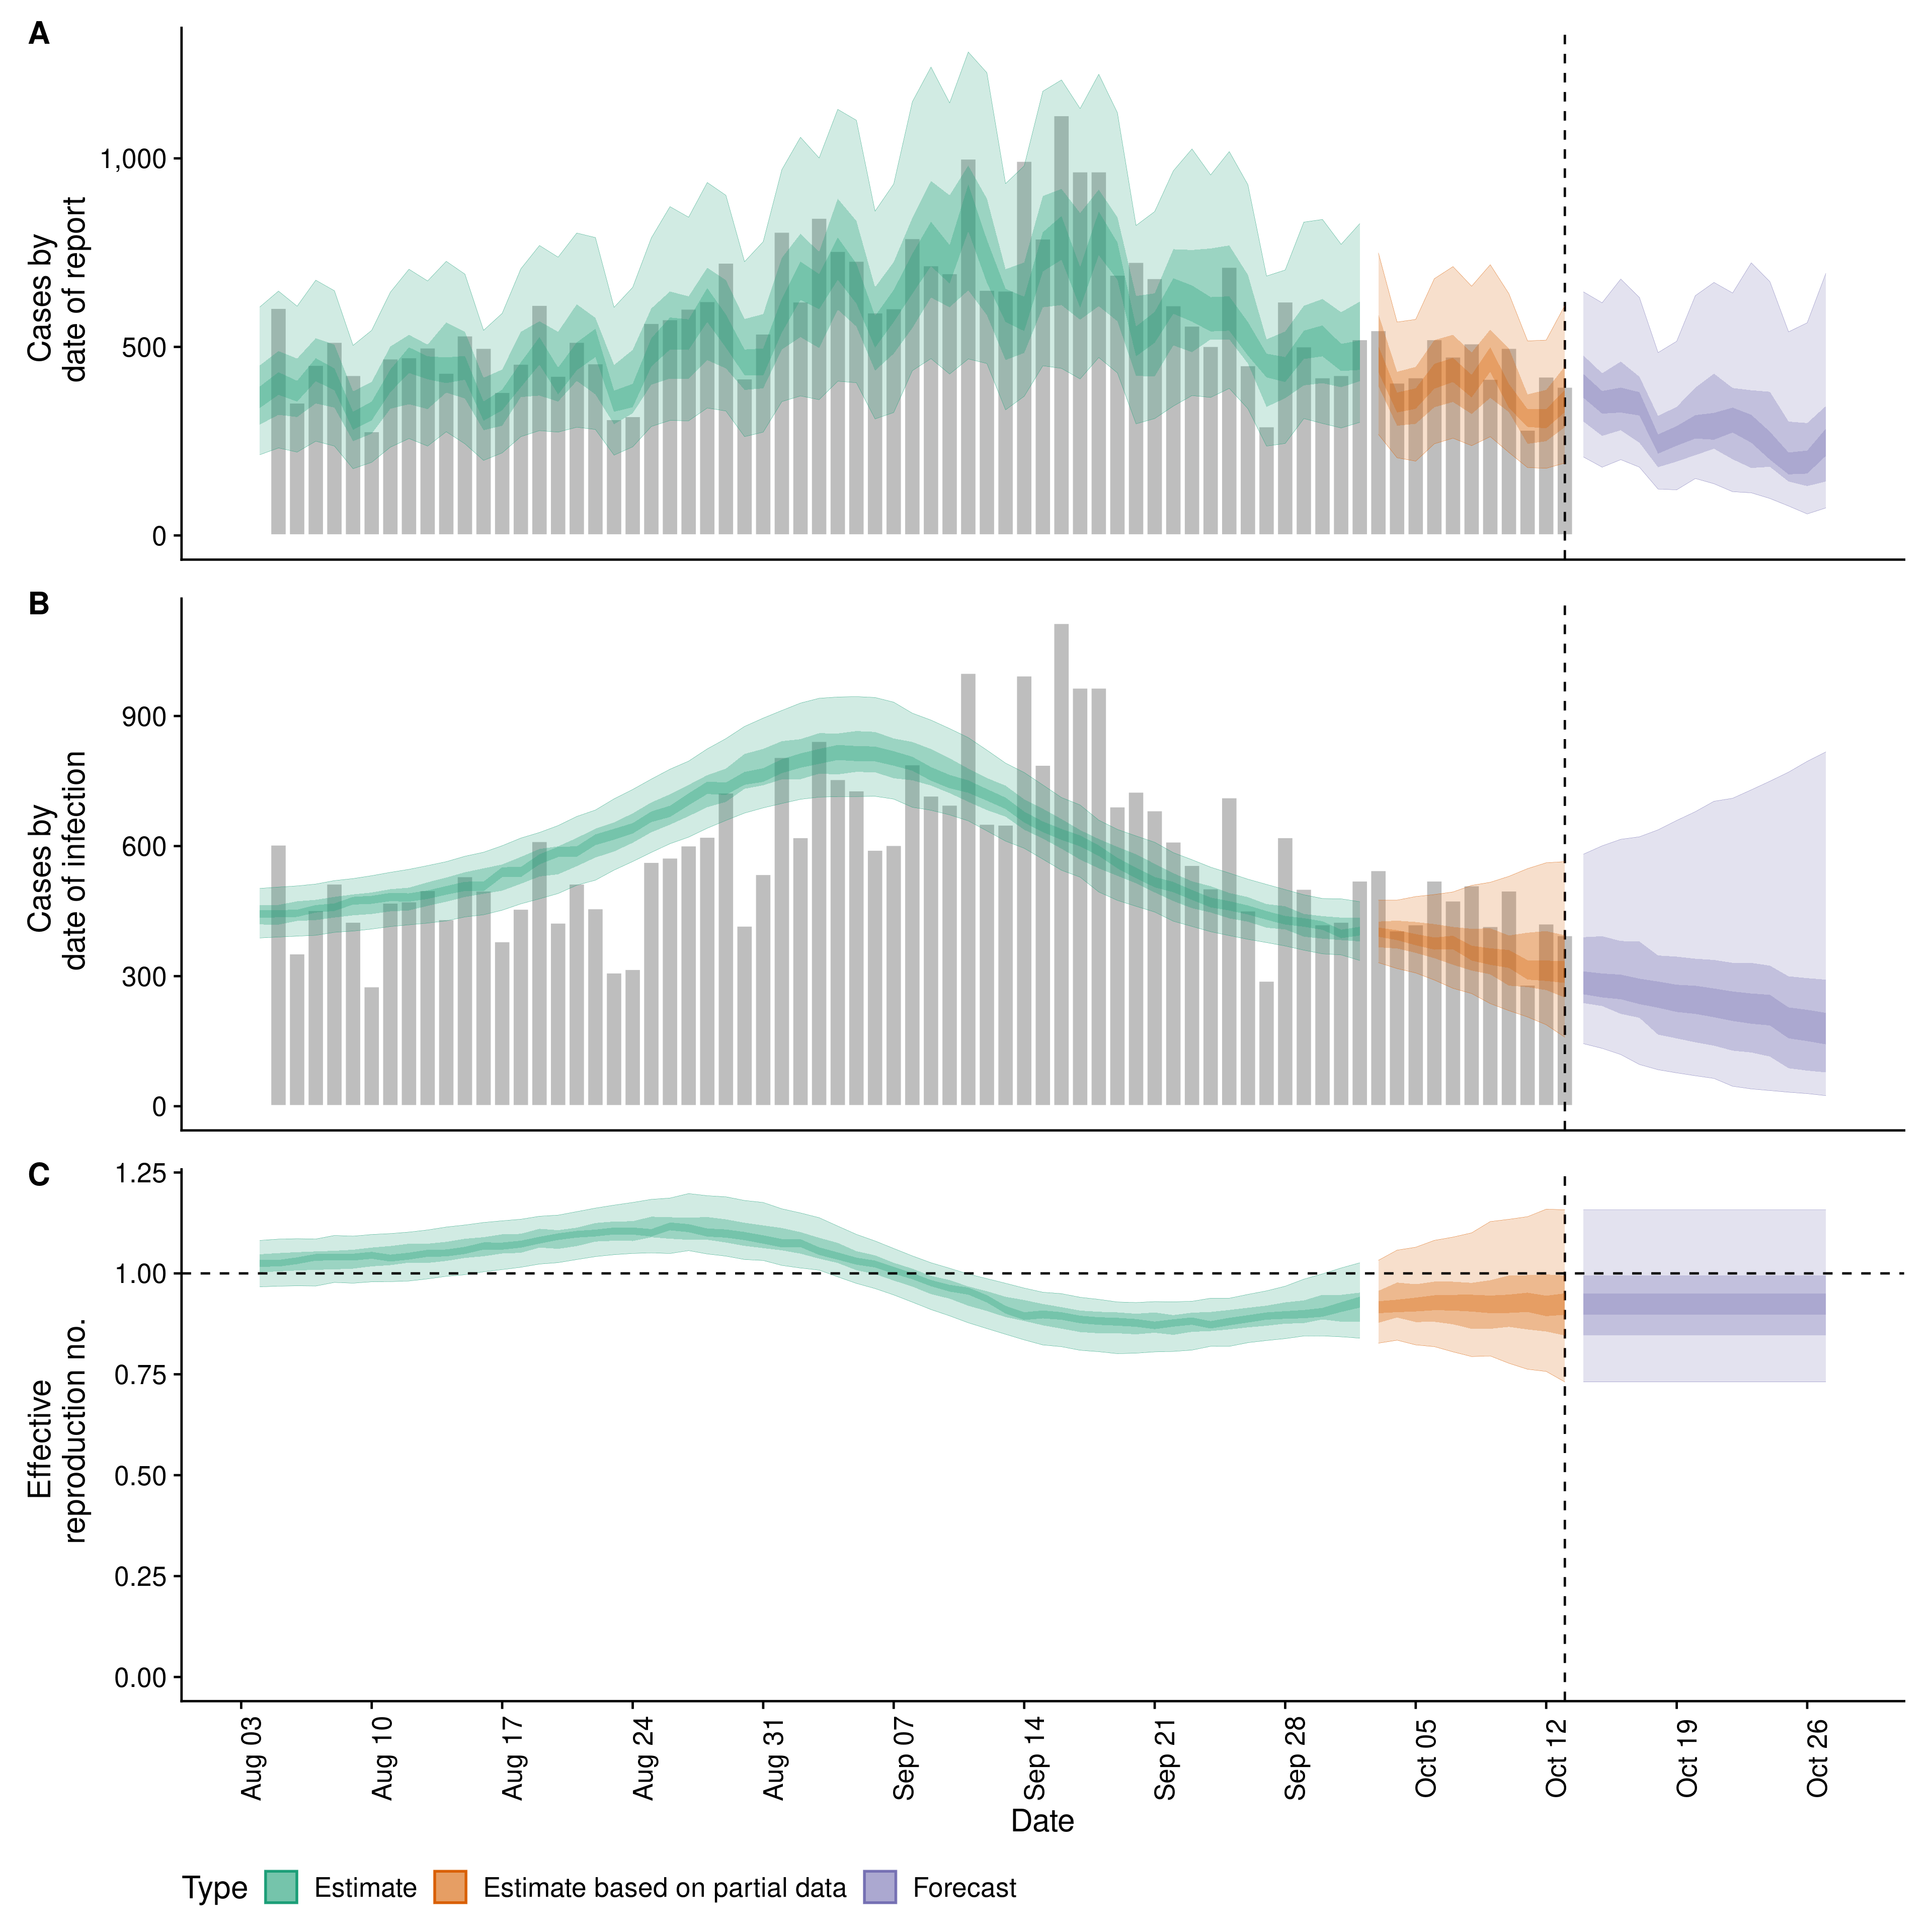 A
Cases by
date of report
1,000
500
0
B
Cases by
date of infection
900
600
300
0
C
Effective
reproduction no.
1.25
1.00
0.75
0.50
0.25
0.00
Aug 03
Aug 10
Aug 17
Aug 24
Aug 31
Sep 07
Sep 14
Sep 21
Sep 28
Oct 05
Oct 12
Oct 19
Oct 26
Date
Type Estimate Estimate based on partial data Forecast